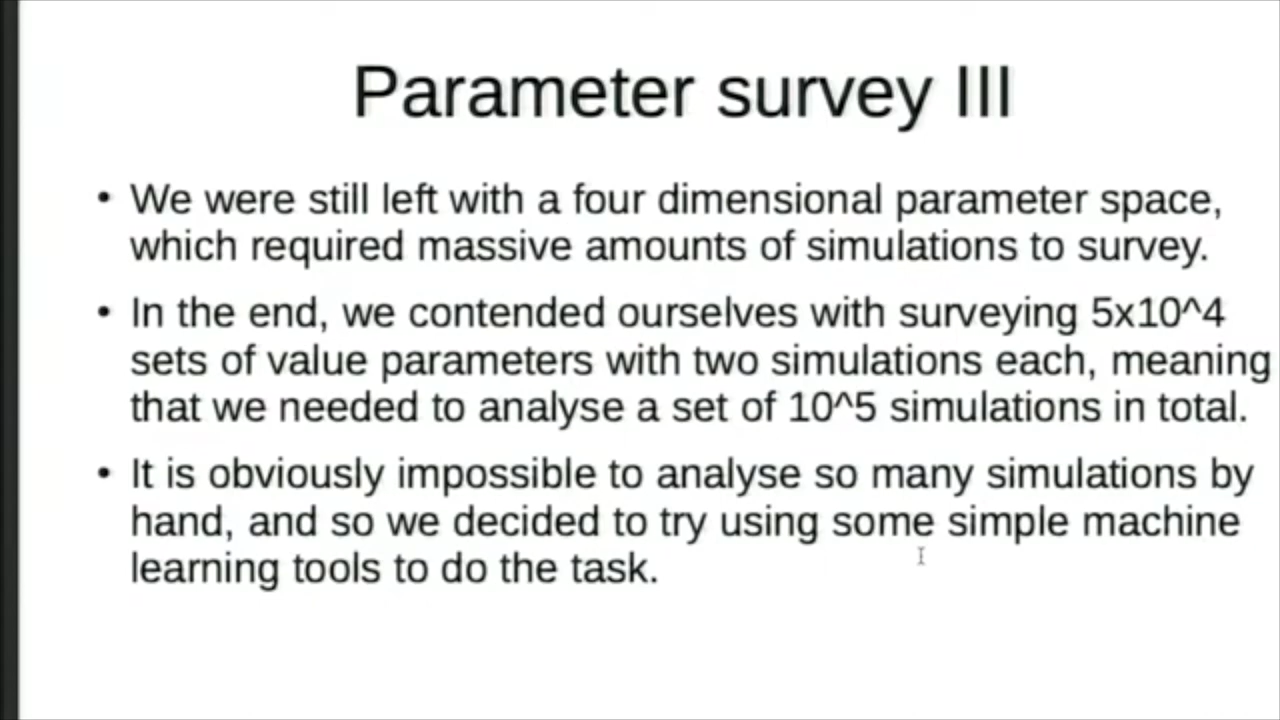 Parameter survey III
• We were still left with a four dimensional parameter space,
which required massive amounts of simulations to survey.
• In the end, we contended ourselves with surveying 5x10^4
sets of value parameters with two simulations each, meaning
that we needed to analyse a set of 10^5 simulations in total.
• It is obviously impossible to analyse so many simulations by
hand, and so we decided to try using some simple machine
learning tools to do the task.